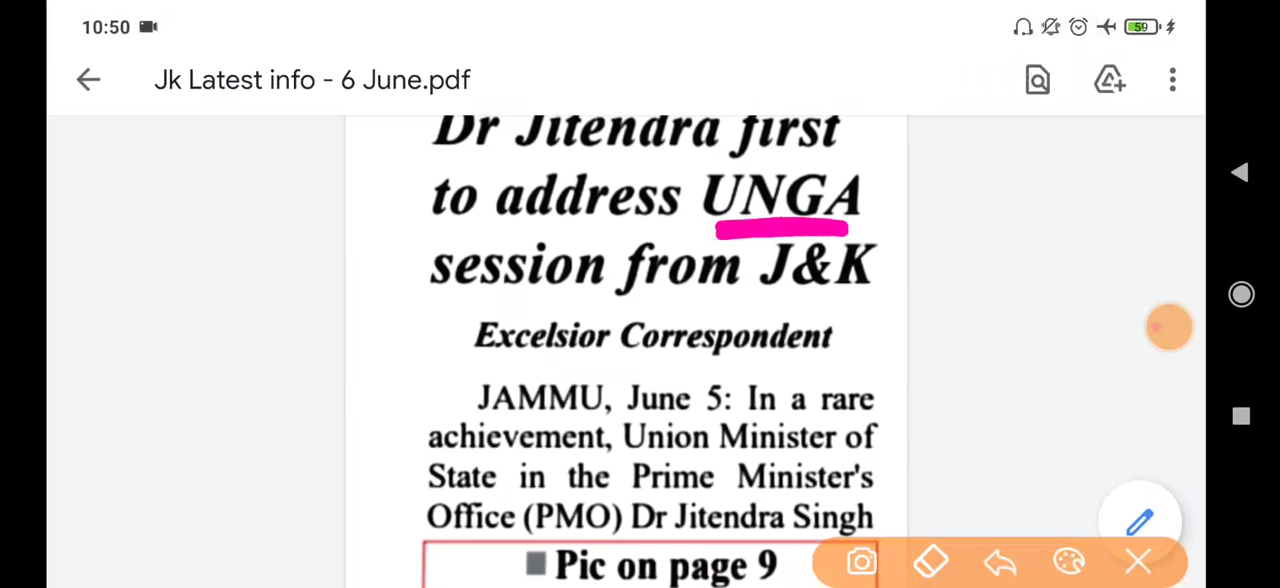 10:50
59
Jk Latest info - 6 June.pdf
Dr Jitendra first
to address UNGA
session from J&K
Excelsior Correspondent
JAMMU, June 5: In a rare
achievement, Union Minister of
State in the Prime Minister's
Office (PMO) Dr Jitendra Singh
Pic on page 9